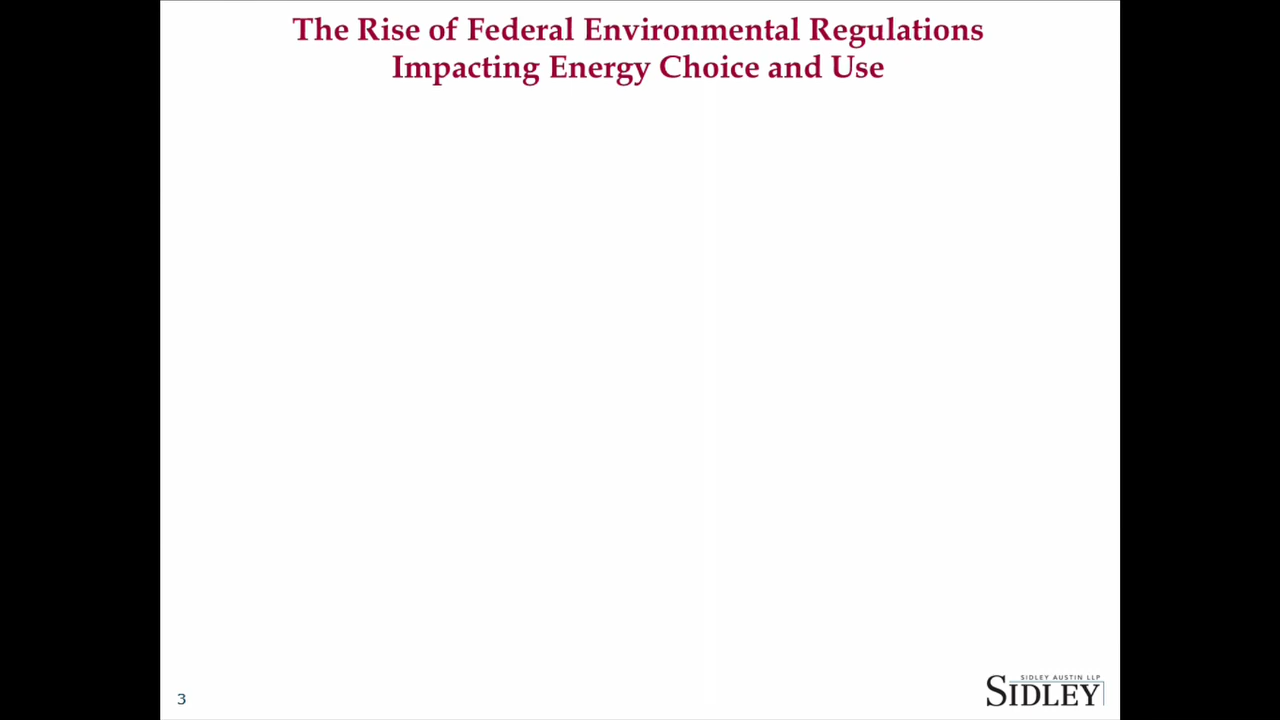 The Rise of Federal Environmental Regulations
Impacting Energy Choice and Use
3
SIDLEY AUSTIN LLP
SIDLEY